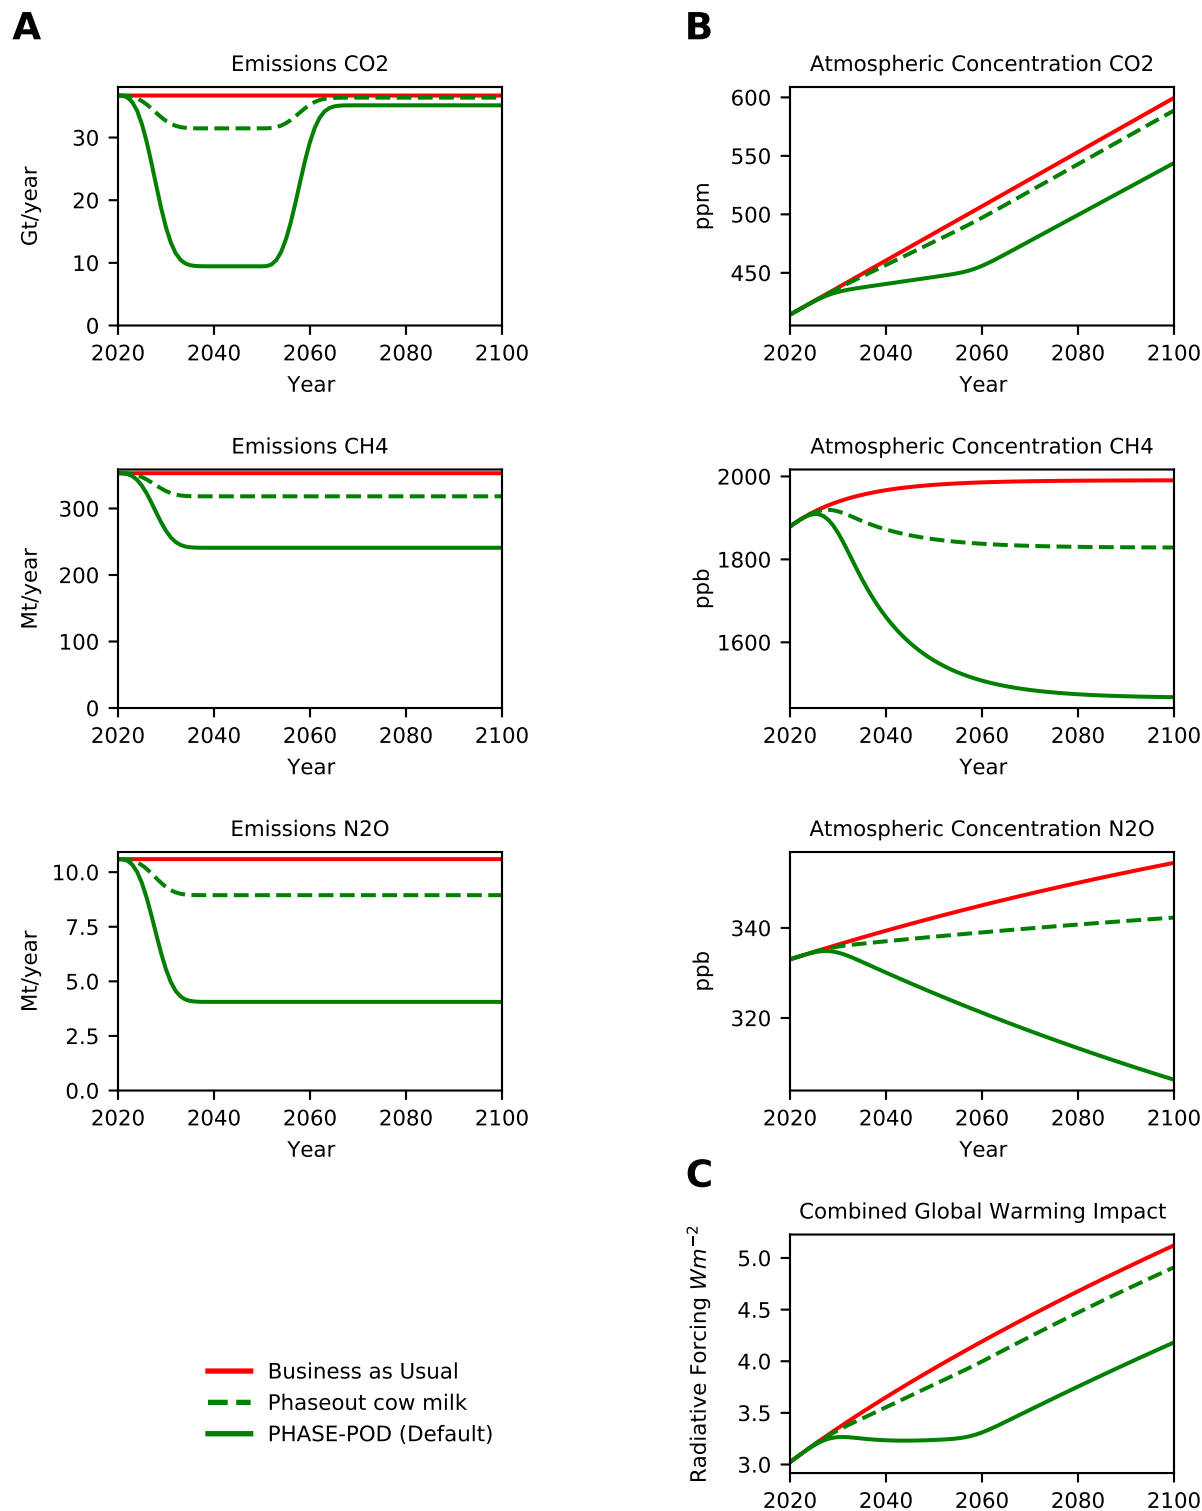 A
Emissions CO2
Gt/year
30
20
10
0
2020 2040 2060 2080 2100
Year
Emissions CH4
Mt/year
300
200
100
0
2020 2040 2060 2080 2100
Year
Emissions N2O
Mt/year
10.0
7.5
5.0
2.5
0.0
2020 2040 2060 2080 2100
Year
B
Atmospheric Concentration CO2
ppm
600
550
500
450
2020 2040 2060 2080 2100
Year
Atmospheric Concentration CH4
ppb
2000
1800
1600
2020 2040 2060 2080 2100
Year
Atmospheric Concentration N2O
ppb
340
320
2020 2040 2060 2080 2100
Year
C
Combined Global Warming Impact
Radiative Forcing Wm⁻²
5.0
4.5
4.0
3.5
3.0
2020 2040 2060 2080 2100
Business as Usual
Phaseout cow milk
PHASE-POD (Default)